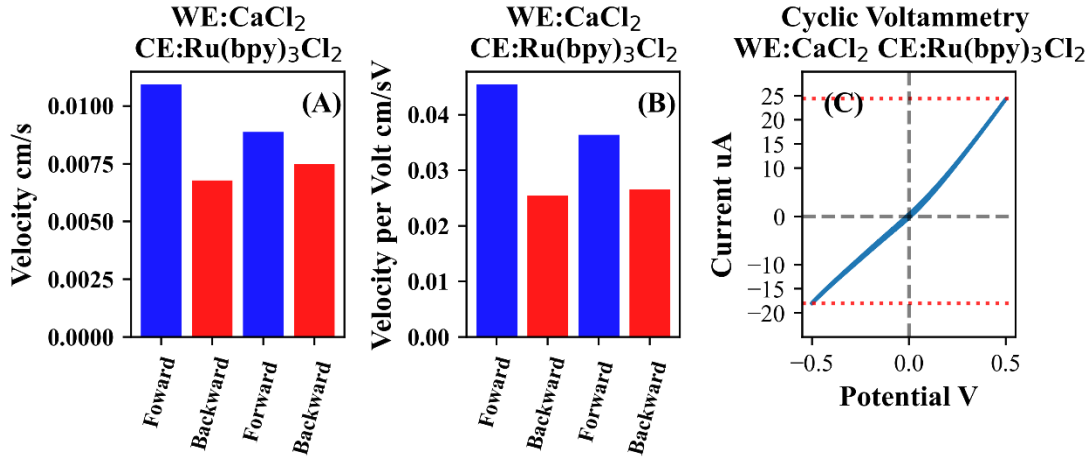 WE:CaCl₂
CE:Ru(bpy)₃Cl₂
(A)
Velocity cm/s
0.0100
0.0075
0.0050
0.0025
0.0000
Foward
Backward
Forward
Backward
WE:CaCl₂
CE:Ru(bpy)₃Cl₂
(B)
Velocity per Volt cm/sV
0.04
0.03
0.02
0.01
0.00
Foward
Backward
Forward
Backward
Cyclic Voltammetry
WE:CaCl₂ CE:Ru(bpy)₃Cl₂
(C)
Current uA
25
20
10
0
−10
−15
−20
−0.5
0.0
0.5
Potential V